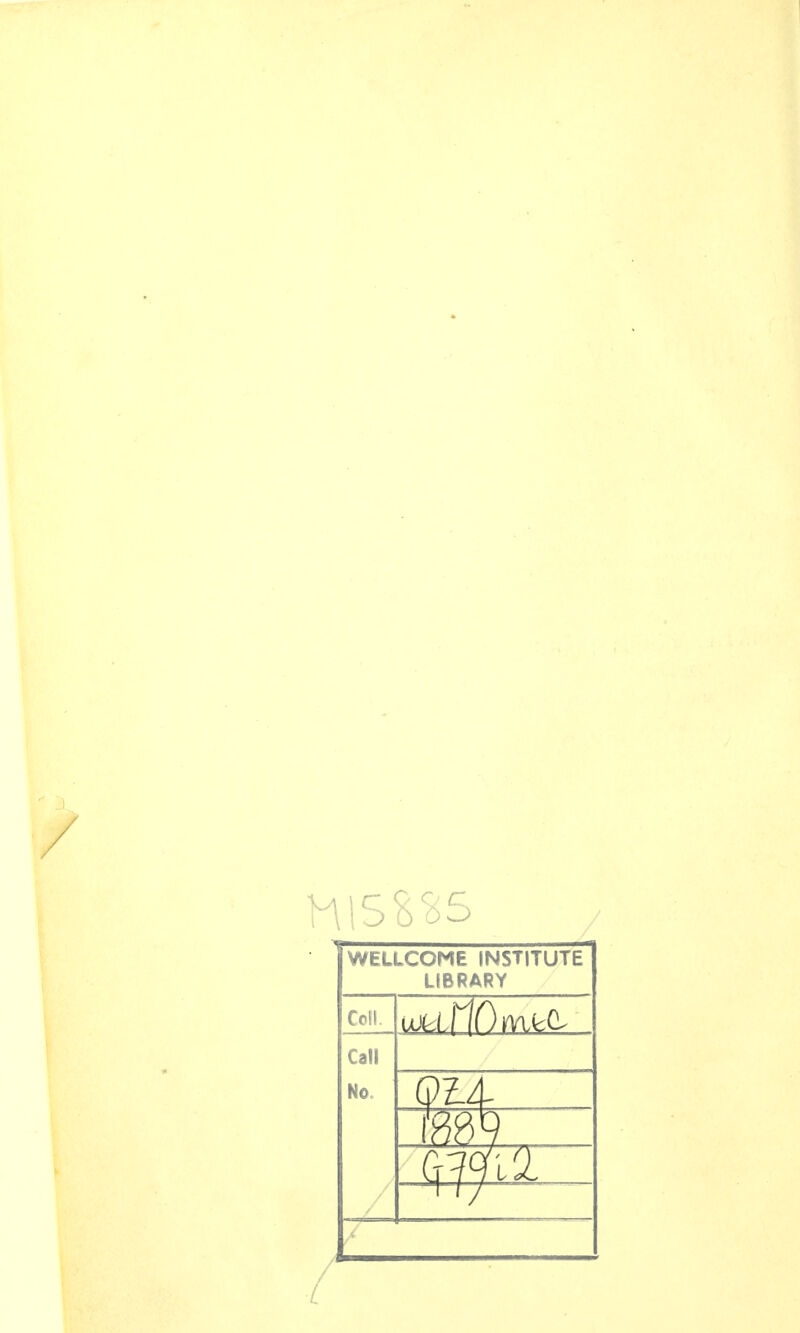 M15885
WELLCOME INSTITUTE
LIBRARY
Coll. welMOmec
Call
No. QZ4
1889
G79i2